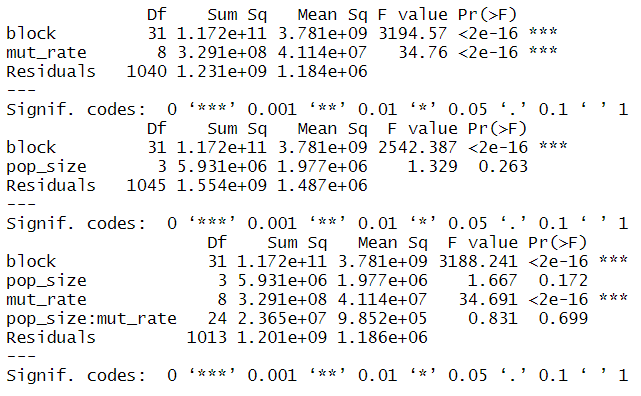 Df Sum Sq Mean Sq F value Pr(>F)
block 31 1.172e+11 3.781e+09 3194.57 <2e-16 ***
mut_rate 8 3.291e+08 4.114e+07 34.76 <2e-16 ***
Residuals 1040 1.231e+09 1.184e+06
---
Signif. codes: 0 ‘***’ 0.001 ‘**’ 0.01 ‘*’ 0.05 ‘.’ 0.1 ‘ ’ 1
Df Sum Sq Mean Sq F value Pr(>F)
block 31 1.172e+11 3.781e+09 2542.387 <2e-16 ***
pop_size 3 5.931e+06 1.977e+06 1.329 0.263
Residuals 1045 1.554e+09 1.487e+06
---
Signif. codes: 0 ‘***’ 0.001 ‘**’ 0.01 ‘*’ 0.05 ‘.’ 0.1 ‘ ’ 1
Df Sum Sq Mean Sq F value Pr(>F)
block 31 1.172e+11 3.781e+09 3188.241 <2e-16 ***
pop_size 3 5.931e+06 1.977e+06 1.667 0.172
mut_rate 8 3.291e+08 4.114e+07 34.691 <2e-16 ***
pop_size:mut_rate 24 2.365e+07 9.852e+05 0.831 0.699
Residuals 1013 1.201e+09 1.186e+06
---
Signif. codes: 0 ‘***’ 0.001 ‘**’ 0.01 ‘*’ 0.05 ‘.’ 0.1 ‘ ’ 1